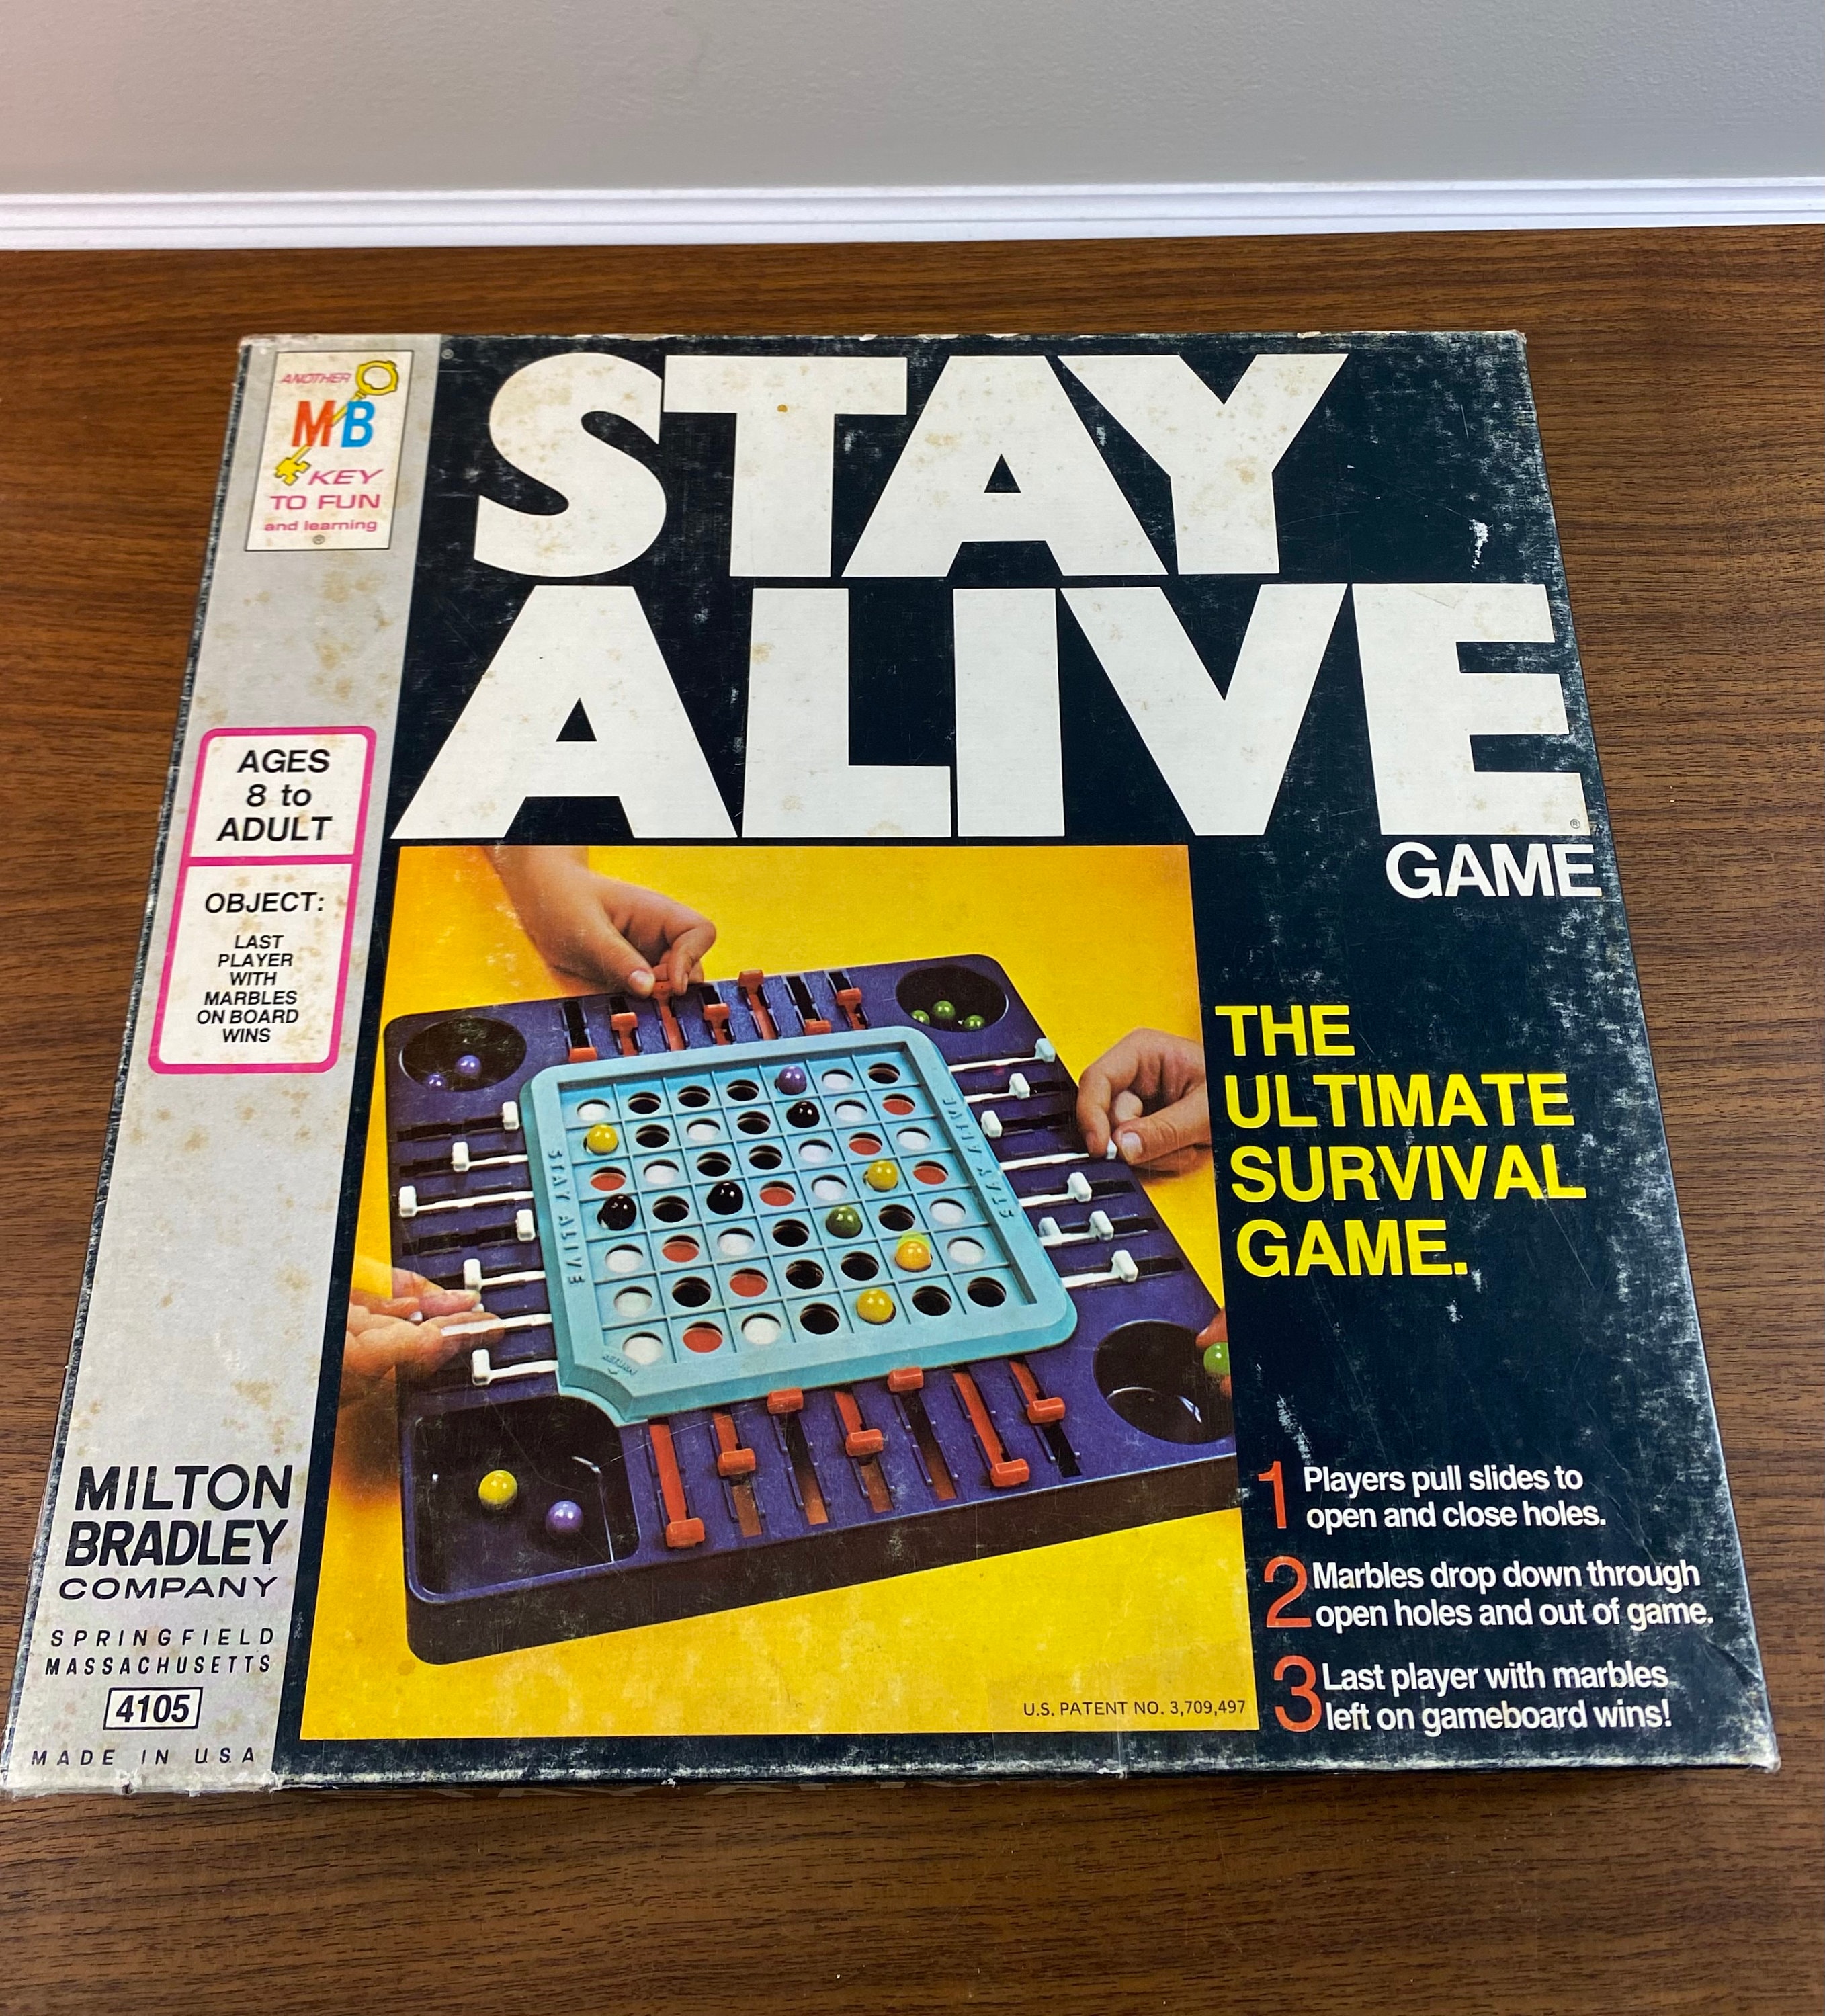 ANOTHER
MB
KEY
TO FUN
and learning
®
®
STAY
ALIVE
®
GAME
AGES
8 to
ADULT
OBJECT:
LAST
PLAYER
WITH
MARBLES
ON BOARD
WINS
THE
ULTIMATE
SURVIVAL
GAME.
STAY ALIVE
STAY ALIVE
RETURN
1 Players pull slides to
open and close holes.
2 Marbles drop down through
open holes and out of game.
3 Last player with marbles
left on gameboard wins!
U.S. PATENT NO. 3,709,497
MILTON
BRADLEY
COMPANY
SPRINGFIELD
MASSACHUSETTS
4105
MADE IN USA